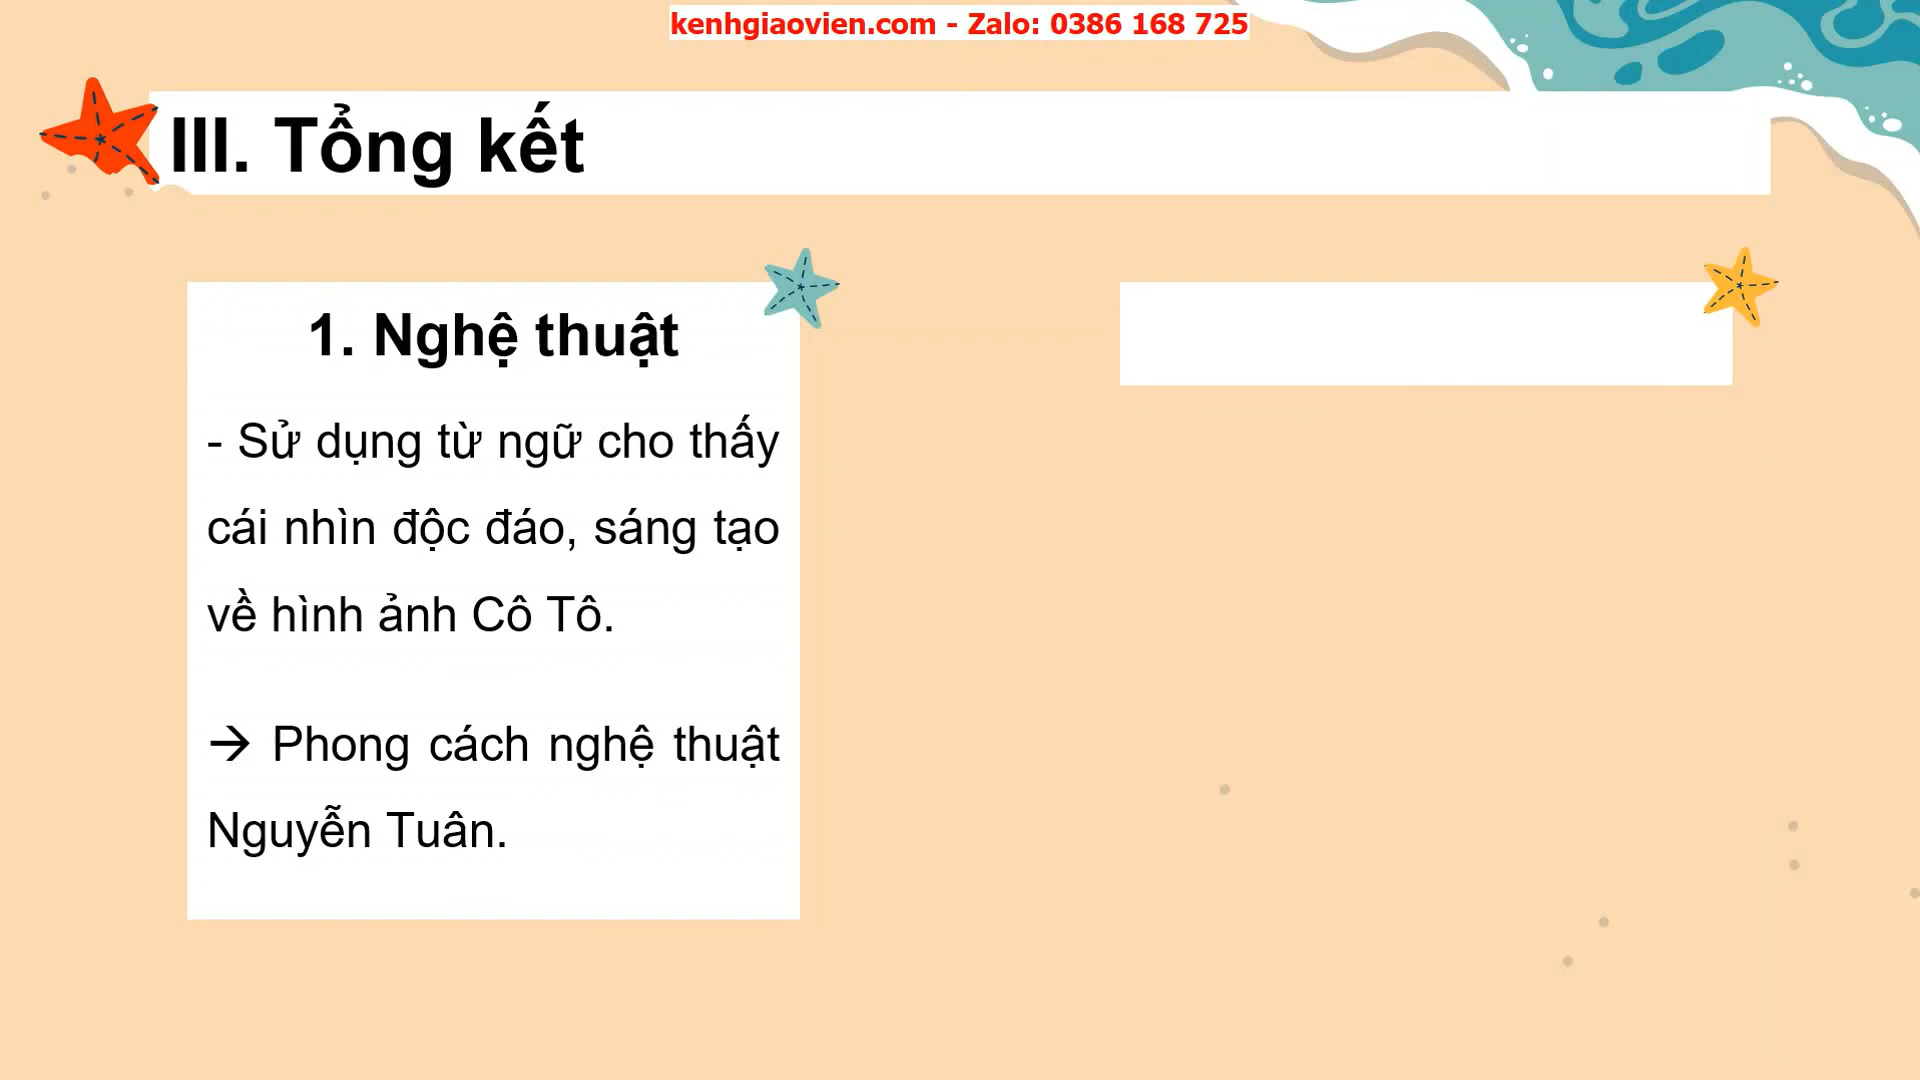 kenhgiaovien.com - Zalo: 0386 168 725
III. Tổng kết
1. Nghệ thuật
- Sử dụng từ ngữ cho thấy
cái nhìn độc đáo, sáng tạo
về hình ảnh Cô Tô.
→ Phong cách nghệ thuật
Nguyễn Tuân.